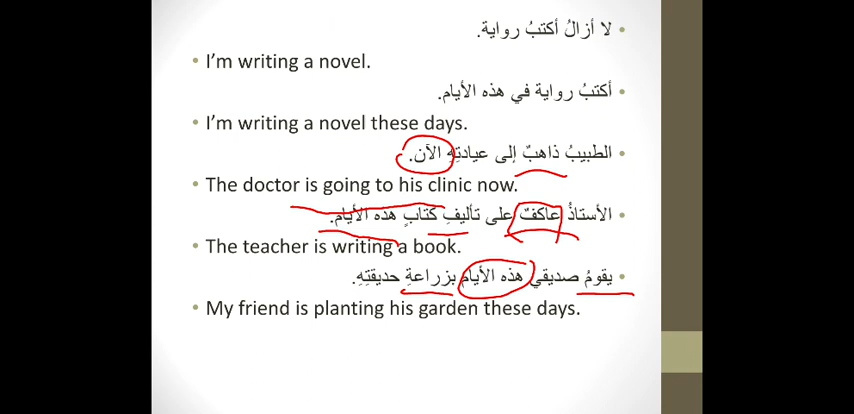 لا أزالُ أكتبُ رواية.
I'm writing a novel.
أكتبُ رواية في هذه الأيام.
I'm writing a novel these days.
الطبيبُ ذاهبٌ إلى عيادتِهِ الآن.
The doctor is going to his clinic now.
الأستاذُ عاكفٌ على تأليفِ كتابٍ هذه الأيام.
The teacher is writing a book.
يقومُ صديقي هذه الأيام بزراعةِ حديقتِهِ.
My friend is planting his garden these days.